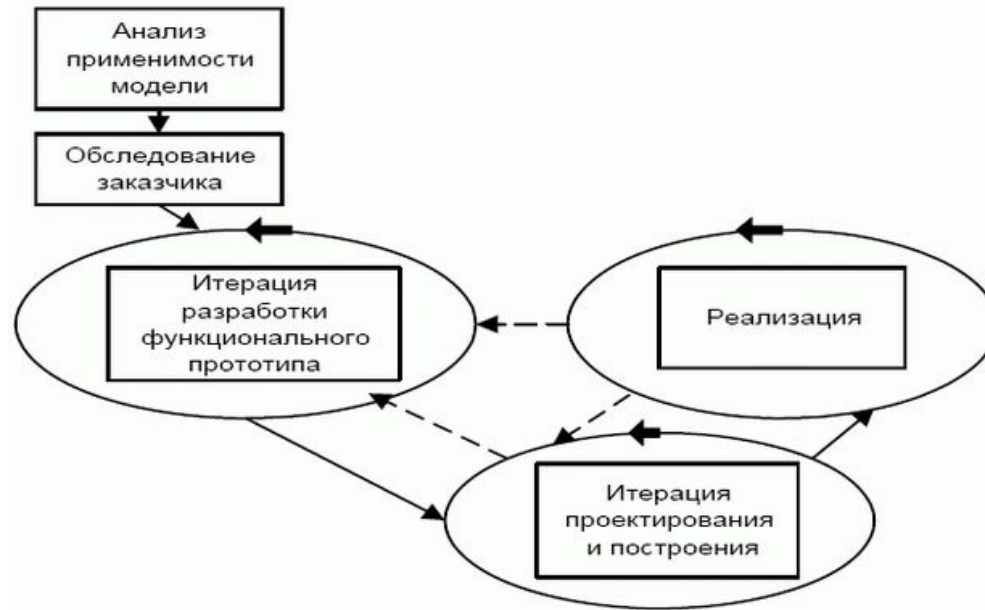 Анализ
применимости
модели
Обследование
заказчика
Итерация
разработки
функционального
прототипа
Реализация
Итерация
проектирования
и построения